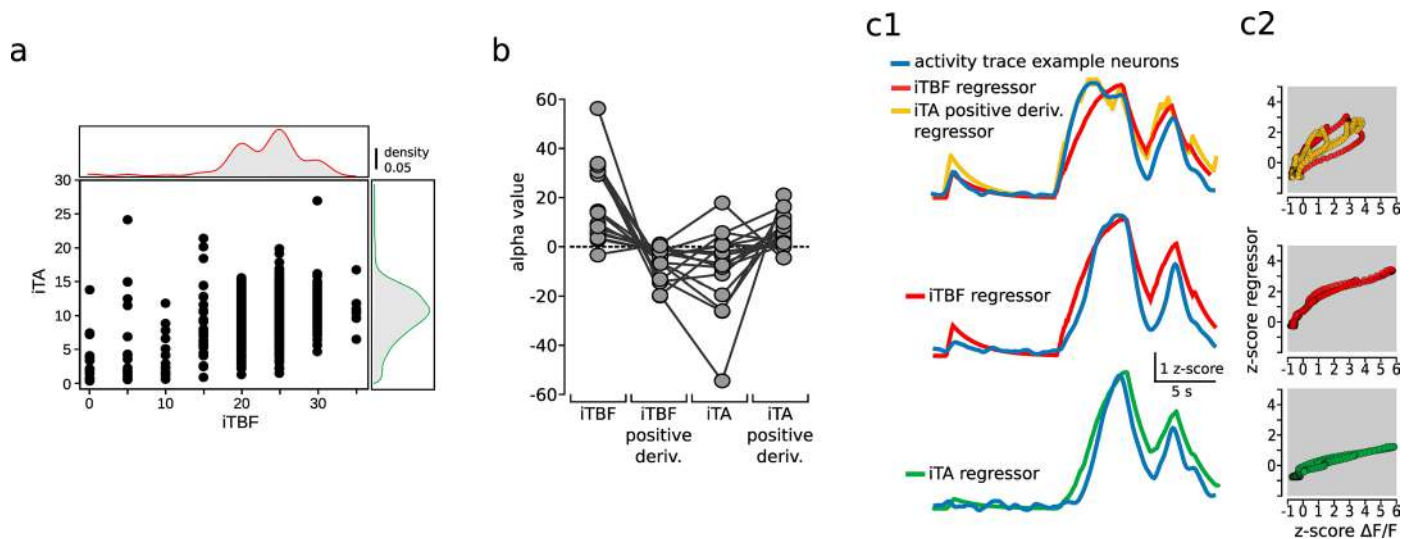 a
density
0.05
30
25
20
15
10
5
0
iTA
0
10
20
30
iTBF
b
60
40
20
0
-20
-40
-60
alpha value
iTBF
iTBF
positive
deriv.
iTA
iTA
positive
deriv.
c1
activity trace example neurons
iTBF regressor
iTA positive deriv.
regressor
iTBF regressor
1 z-score
5 s
iTA regressor
c2
4
2
0
-1 0 1 2 3 4 5 6
4
2
0
-1 0 1 2 3 4 5 6
4
2
0
-1 0 1 2 3 4 5 6
z-score regressor
z-score ΔF/F